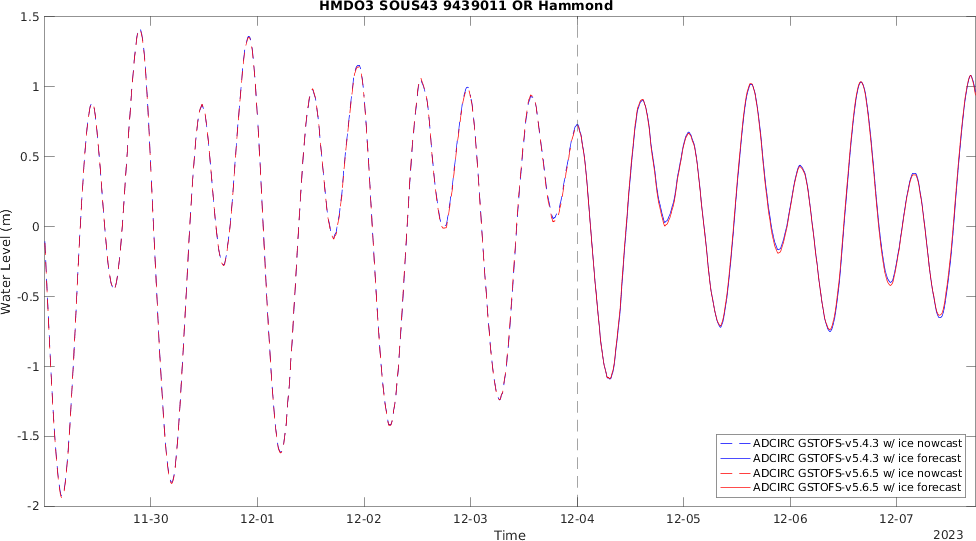 HMDO3 SOUS43 9439011 OR Hammond
1.5
1
0.5
0
-0.5
-1
-1.5
-2
Water Level (m)
11-30 12-01 12-02 12-03 12-04 12-05 12-06 12-07
Time
2023
ADCIRC GSTOFS-v5.4.3 w/ ice nowcast
ADCIRC GSTOFS-v5.4.3 w/ ice forecast
ADCIRC GSTOFS-v5.6.5 w/ ice nowcast
ADCIRC GSTOFS-v5.6.5 w/ ice forecast